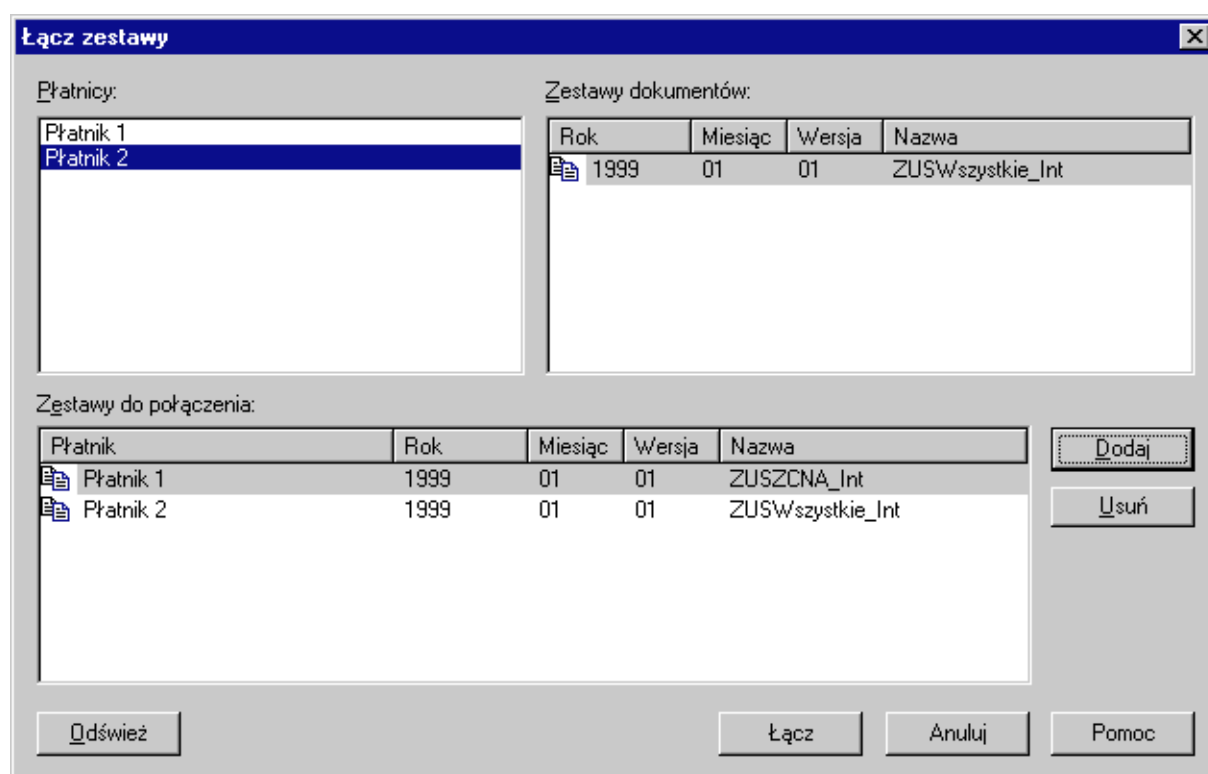 Łącz zestawy
Płatnicy:
Zestawy dokumentów:
Płatnik 1
Płatnik 2
Rok Miesiąc Wersja Nazwa
1999 01 01 ZUSWszystkie_Int
Zestawy do połączenia:
Płatnik Rok Miesiąc Wersja Nazwa
Płatnik 1 1999 01 01 ZUSZCNA_Int
Płatnik 2 1999 01 01 ZUSWszystkie_Int
Dodaj
Usuń
Odśwież Łącz Anuluj Pomoc